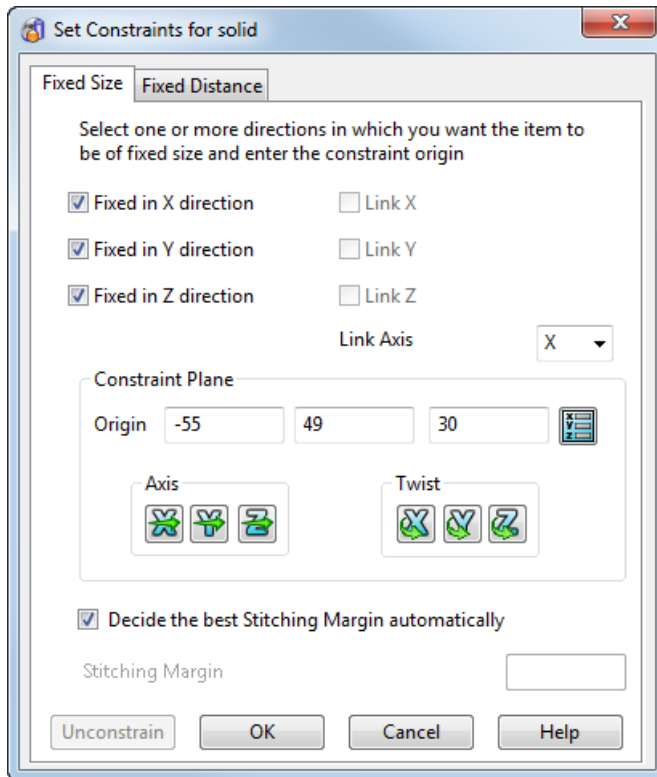 Set Constraints for solid
Fixed Size Fixed Distance
Select one or more directions in which you want the item to
be of fixed size and enter the constraint origin
Fixed in X direction Link X
Fixed in Y direction Link Y
Fixed in Z direction Link Z
Link Axis X
Constraint Plane
Origin -55 49 30
X
Y
Z
Axis Twist
X Y Z X Y Z
Decide the best Stitching Margin automatically
Stitching Margin
Unconstrain OK Cancel Help